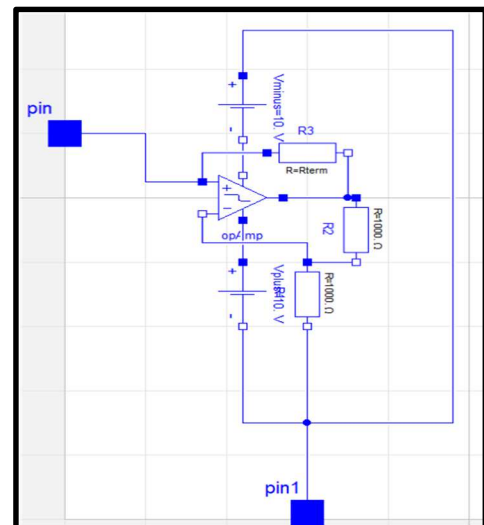 pin
+
Vminus=10. V
-
R3
R=Rterm
+
-
opAmp
R2
R=1000. Ω
+
-
R=1000. Ω
pin1